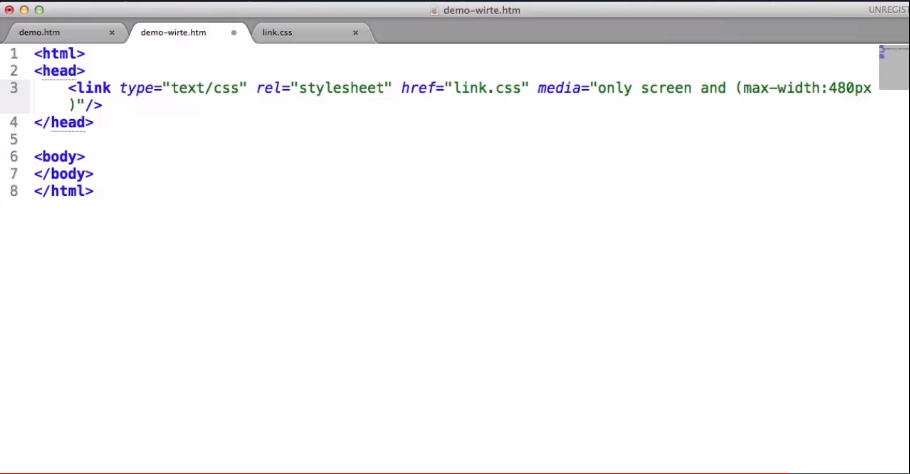 demo-wirte.htm
UNREGIST
demo.htm × demo-wirte.htm link.css ×
1 <html>
2 <head>
3 <link type="text/css" rel="stylesheet" href="link.css" media="only screen and (max-width:480px
)"/>
4 </head>
5
6 <body>
7 </body>
8 </html>